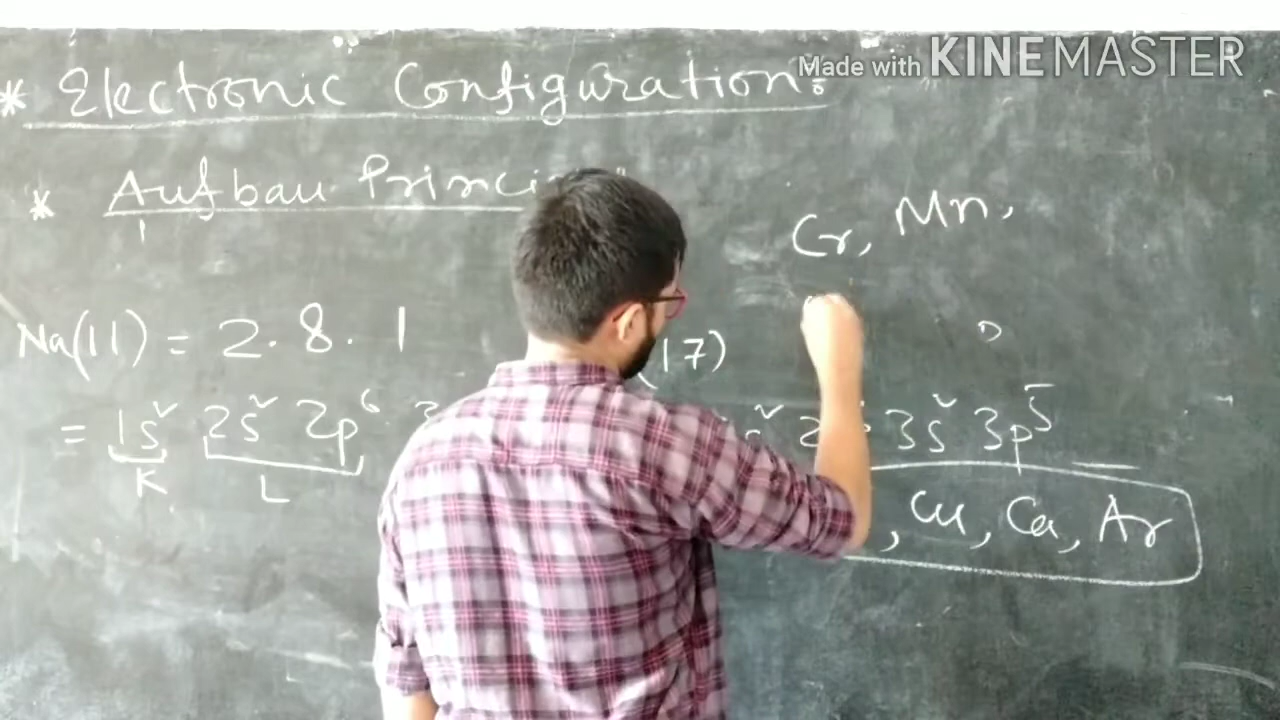 Made with KINEMASTER
* Electronic Configuration:
* Aufbau
Cr, Mn,
Na(11) = 2. 8. 1
(17)
= 1s² 2s² 2p⁶ 3s² 3p⁵
K L
, Cu, Ca, Ar